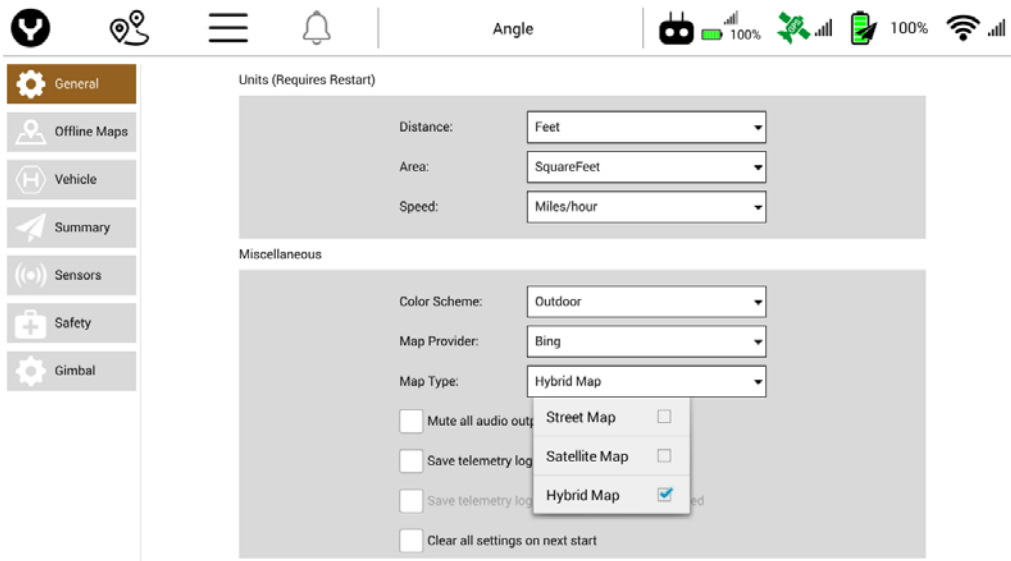 Angle
100%
GPS
100%
General
Offline Maps
Vehicle
Summary
Sensors
Safety
Gimbal
Units (Requires Restart)
Distance: Feet
Area: SquareFeet
Speed: Miles/hour
Miscellaneous
Color Scheme: Outdoor
Map Provider: Bing
Map Type: Hybrid Map
Street Map
Satellite Map
Hybrid Map
Mute all audio outp
Save telemetry log
Save telemetry log ed
Clear all settings on next start